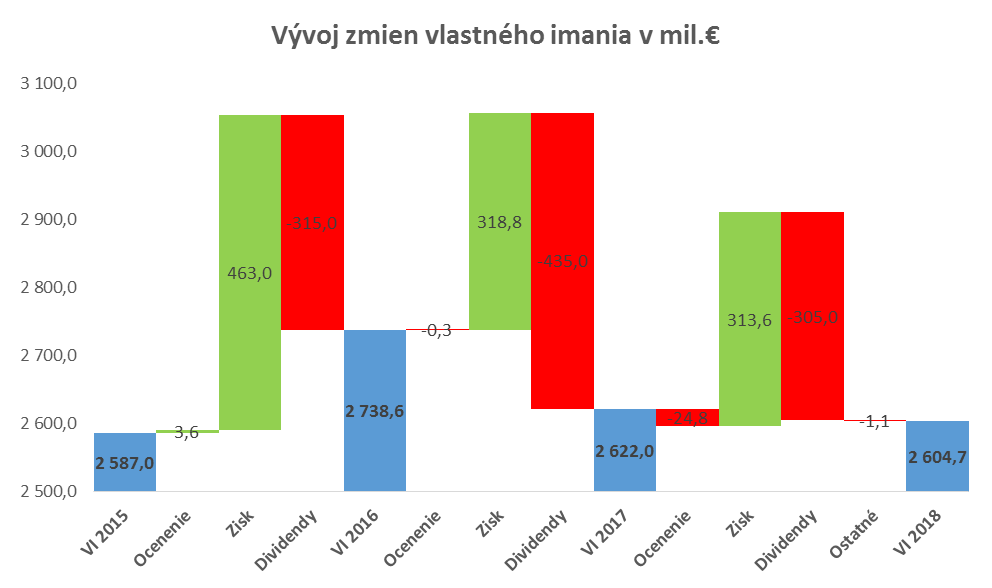 Vývoj zmien vlastného imania v mil.€
3 100,0
3 000,0
2 900,0
2 800,0
2 700,0
2 600,0
2 500,0
2 587,0
3,6
463,0
-315,0
2 738,6
-0,3
318,8
-435,0
2 622,0
24,8
313,6
-305,0
-1,1
2 604,7
VI 2015
Ocenenie
Zisk
Dividendy
VI 2016
Ocenenie
Zisk
Dividendy
VI 2017
Ocenenie
Zisk
Dividendy
Ostatné
VI 2018